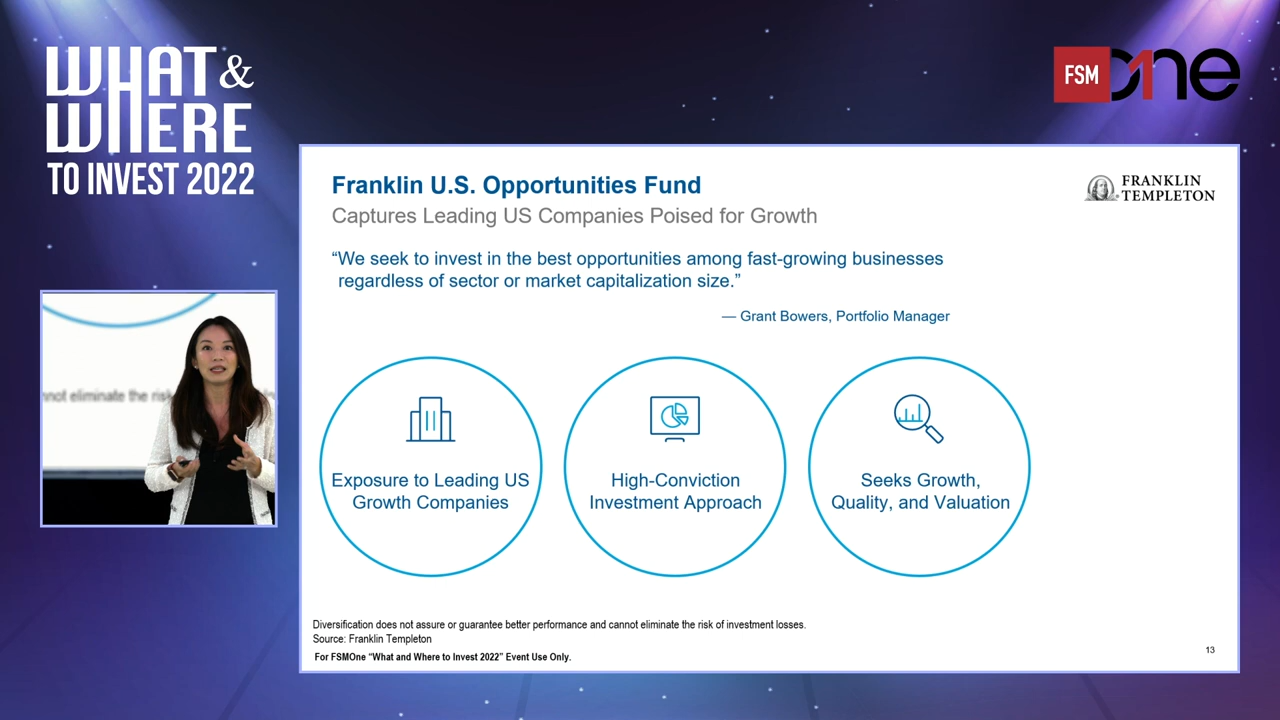 WHAT &
WHERE
TO INVEST 2022
FSM One
Franklin U.S. Opportunities Fund
Captures Leading US Companies Poised for Growth
FRANKLIN
TEMPLETON
“We seek to invest in the best opportunities among fast-growing businesses
regardless of sector or market capitalization size.”
— Grant Bowers, Portfolio Manager
nnot eliminate the risk
Exposure to Leading US
Growth Companies
High-Conviction
Investment Approach
Seeks Growth,
Quality, and Valuation
Diversification does not assure or guarantee better performance and cannot eliminate the risk of investment losses.
Source: Franklin Templeton
For FSMOne “What and Where to Invest 2022” Event Use Only.
13